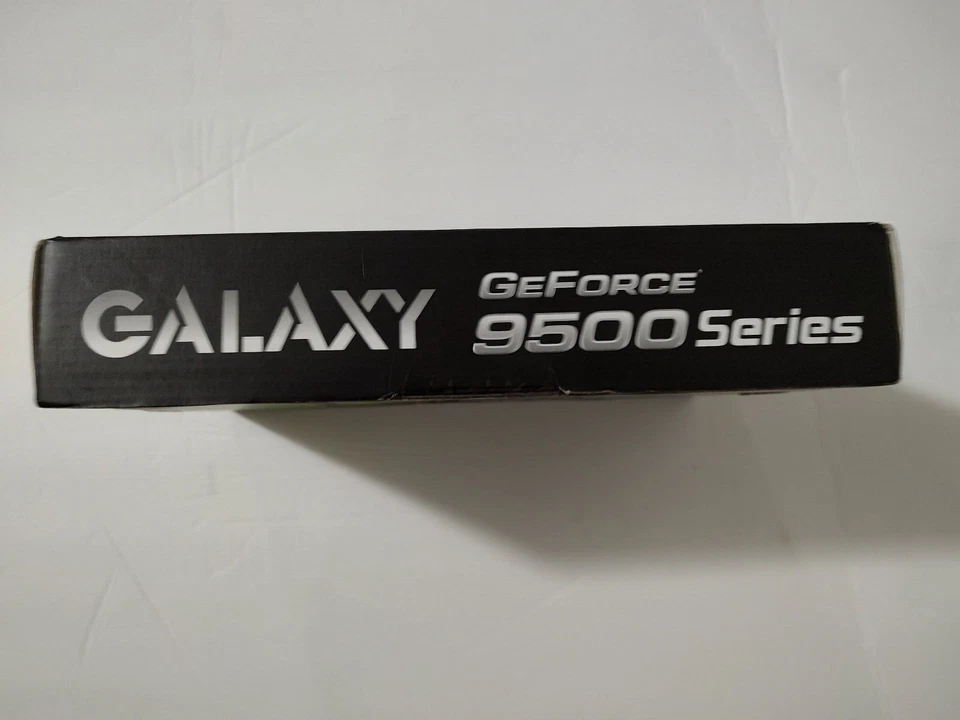 GALAXY
GEFORCE
9500 Series